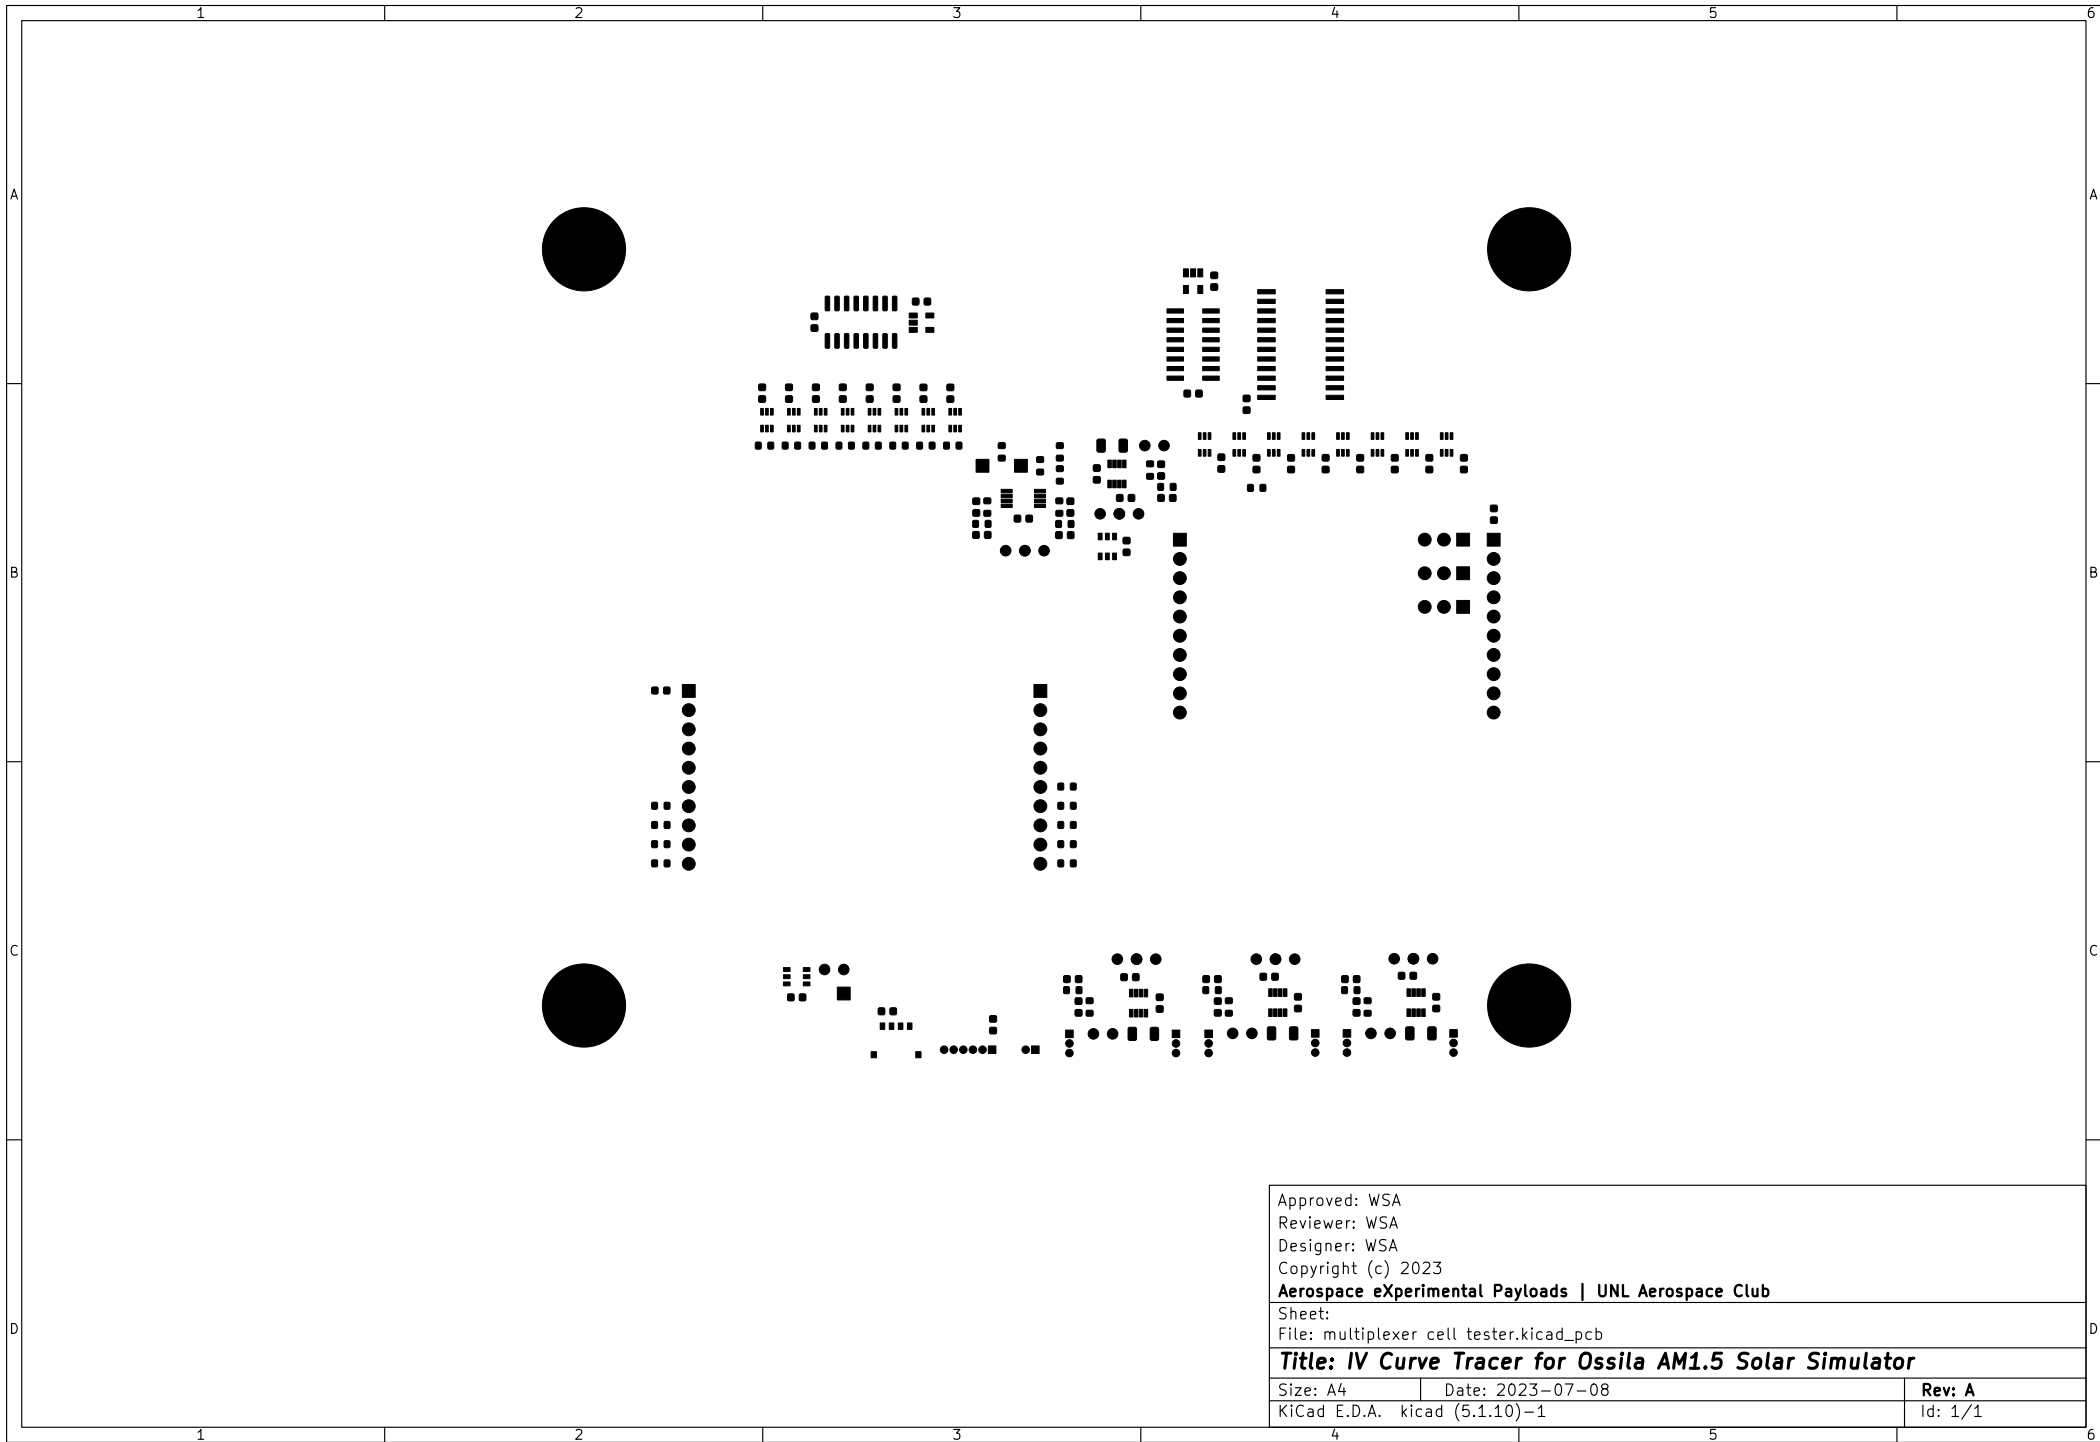 1 2 3 4 5 6
A A
B B
C C
Approved: WSA
Reviewer: WSA
Designer: WSA
Copyright (c) 2023
Aerospace eXperimental Payloads | UNL Aerospace Club
Sheet:
D D
File: multiplexer cell tester.kicad_pcb
Title: IV Curve Tracer for Ossila AM1.5 Solar Simulator
Size: A4 Date: 2023-07-08 Rev: A
KiCad E.D.A. kicad (5.1.10)-1 Id: 1/1
1 2 3 4 5 6